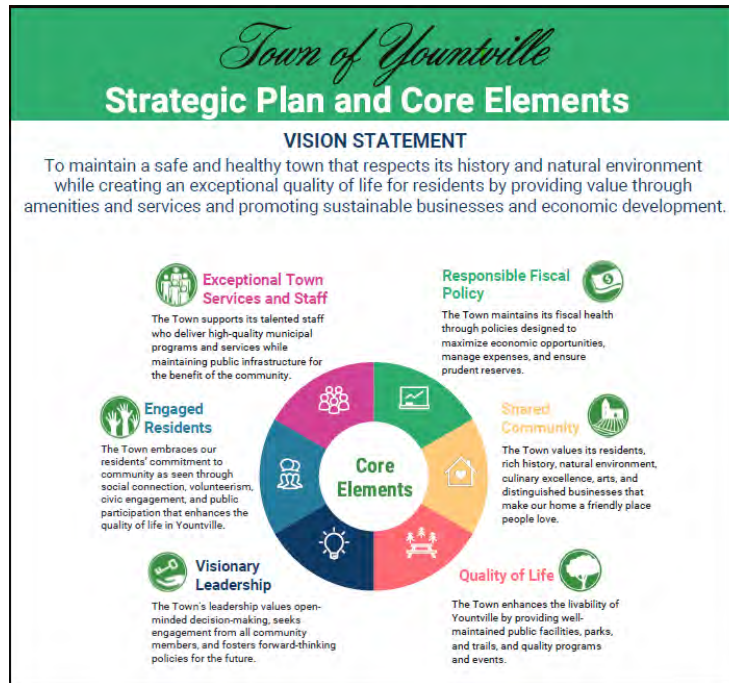 Town of Yountville
Strategic Plan and Core Elements
VISION STATEMENT
To maintain a safe and healthy town that respects its history and natural environment
while creating an exceptional quality of life for residents by providing value through
amenities and services and promoting sustainable businesses and economic development.
Exceptional Town
Services and Staff
The Town supports its talented staff
who deliver high-quality municipal
programs and services while
maintaining public infrastructure for
the benefit of the community.
Responsible Fiscal
Policy
The Town maintains its fiscal health
through policies designed to
maximize economic opportunities,
manage expenses, and ensure
prudent reserves.
Engaged
Residents
The Town embraces our
residents' commitment to
community as seen through
social connection, volunteerism,
civic engagement, and public
participation that enhances the
quality of life in Yountville.
Core
Elements
Shared
Community
The Town values its residents,
rich history, natural environment,
culinary excellence, arts, and
distinguished businesses that
make our home a friendly place
people love.
Visionary
Leadership
The Town's leadership values open-
minded decision-making, seeks
engagement from all community
members, and fosters forward-thinking
policies for the future.
Quality of Life
The Town enhances the livability of
Yountville by providing well-
maintained public facilities, parks,
and trails, and quality programs
and events.